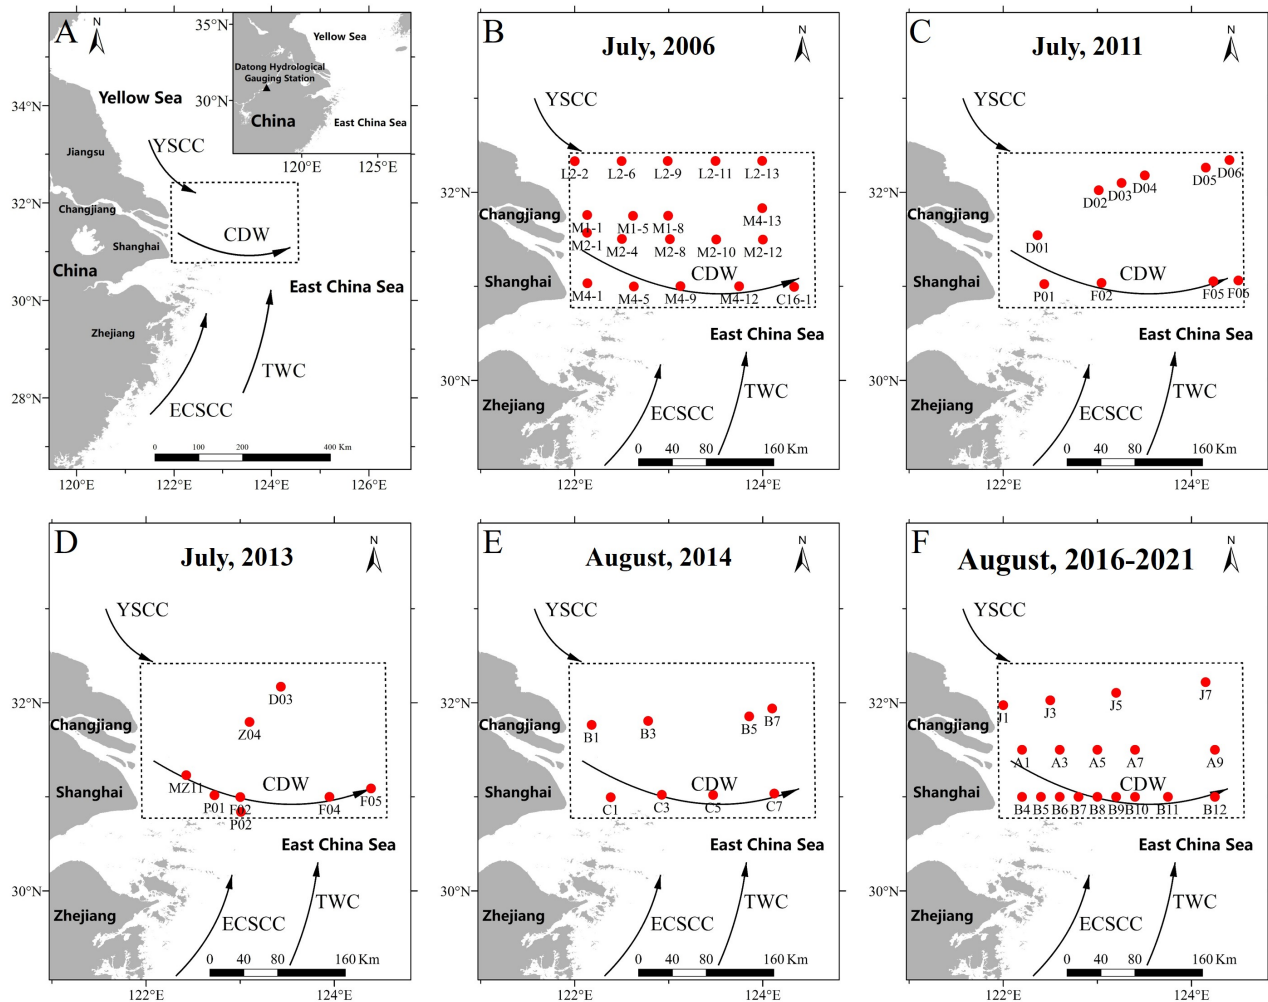 A
N
Yellow Sea
34°N
YSCC
Jiangsu
32°N
Changjiang
CDW
Shanghai
China
East China Sea
30°N
Zhejiang
TWC
28°N
ECSCC
0 100 200 400 Km
120°E 122°E 124°E 126°E
35°N
Yellow Sea
Datong Hydrological
Gauging Station
30°N
China
East China Sea
120°E 125°E
B
July, 2006
N
YSCC
L2-2 L2-6 L2-9 L2-11 L2-13
32°N
Changjiang
M1-1 M1-5 M1-8 M4-13
M2-1 M2-4 M2-8 M2-10 M2-12
CDW
Shanghai
M4-1 M4-5 M4-9 M4-12 C16-1
East China Sea
30°N
Zhejiang
ECSCC
TWC
0 40 80 160 Km
122°E 124°E
C
July, 2011
N
YSCC
D06
D05
D04
D03
D02
32°N
Changjiang
D01
CDW
Shanghai
P01 F02 F05 F06
East China Sea
30°N
Zhejiang
ECSCC
TWC
0 40 80 160 Km
122°E 124°E
D
July, 2013
N
YSCC
D03
32°N
Changjiang
Z04
MZ11
CDW
Shanghai
P01 F02 F04 F05
P02
East China Sea
30°N
Zhejiang
ECSCC
TWC
0 40 80 160 Km
122°E 124°E
E
August, 2014
N
YSCC
32°N
Changjiang
B1 B3 B5 B7
CDW
Shanghai
C1 C3 C5 C7
East China Sea
30°N
Zhejiang
ECSCC
TWC
0 40 80 160 Km
122°E 124°E
F
August, 2016-2021
N
YSCC
32°N
J1 J3 J5 J7
Changjiang
A1 A3 A5 A7 A9
CDW
Shanghai
B4 B5 B6 B7 B8 B9 B10 B11 B12
East China Sea
30°N
Zhejiang
ECSCC
TWC
0 40 80 160 Km
122°E 124°E